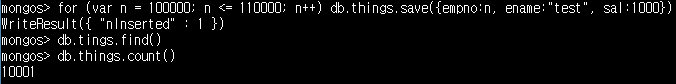 mongos> for (var n = 100000; n <= 110000; n++) db.things.save({empno:n, ename:"test", sal:1000})
WriteResult({ "nInserted" : 1 })
mongos> db.tings.find()
mongos> db.things.count()
10001